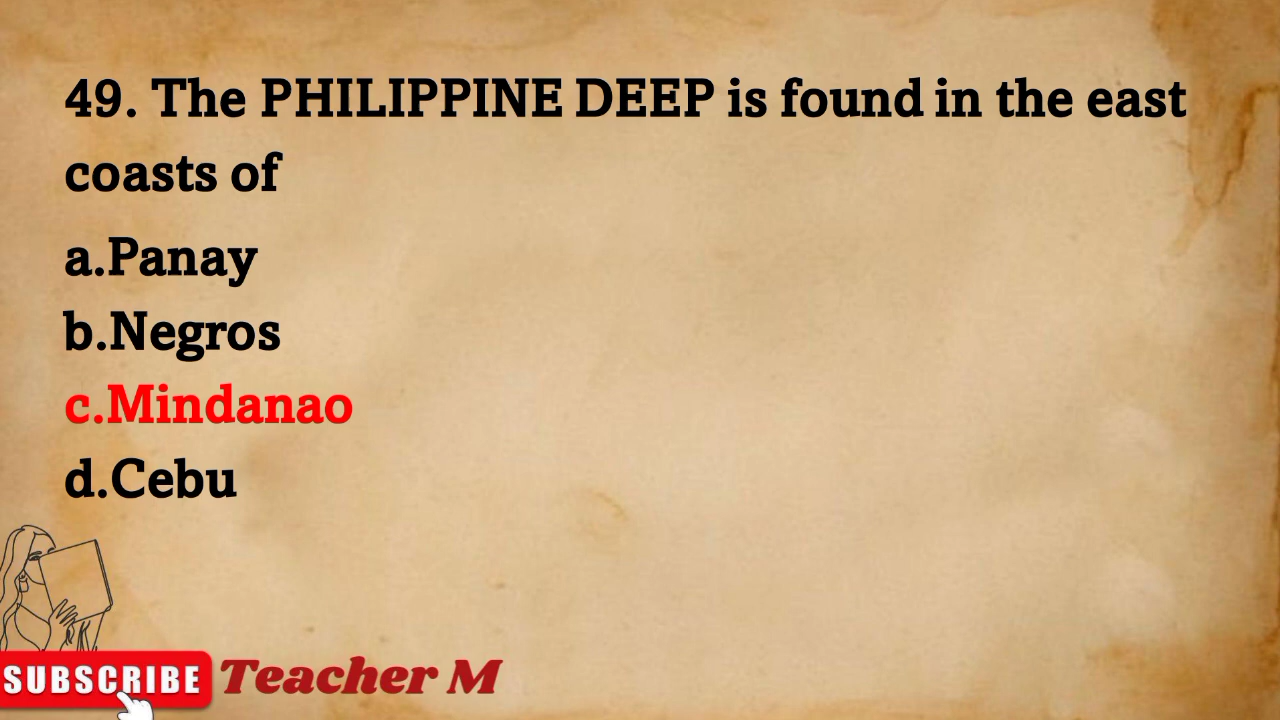 49. The PHILIPPINE DEEP is found in the east
coasts of
a.Panay
b.Negros
c.Mindanao
d.Cebu
SUBSCRIBE
Teacher M